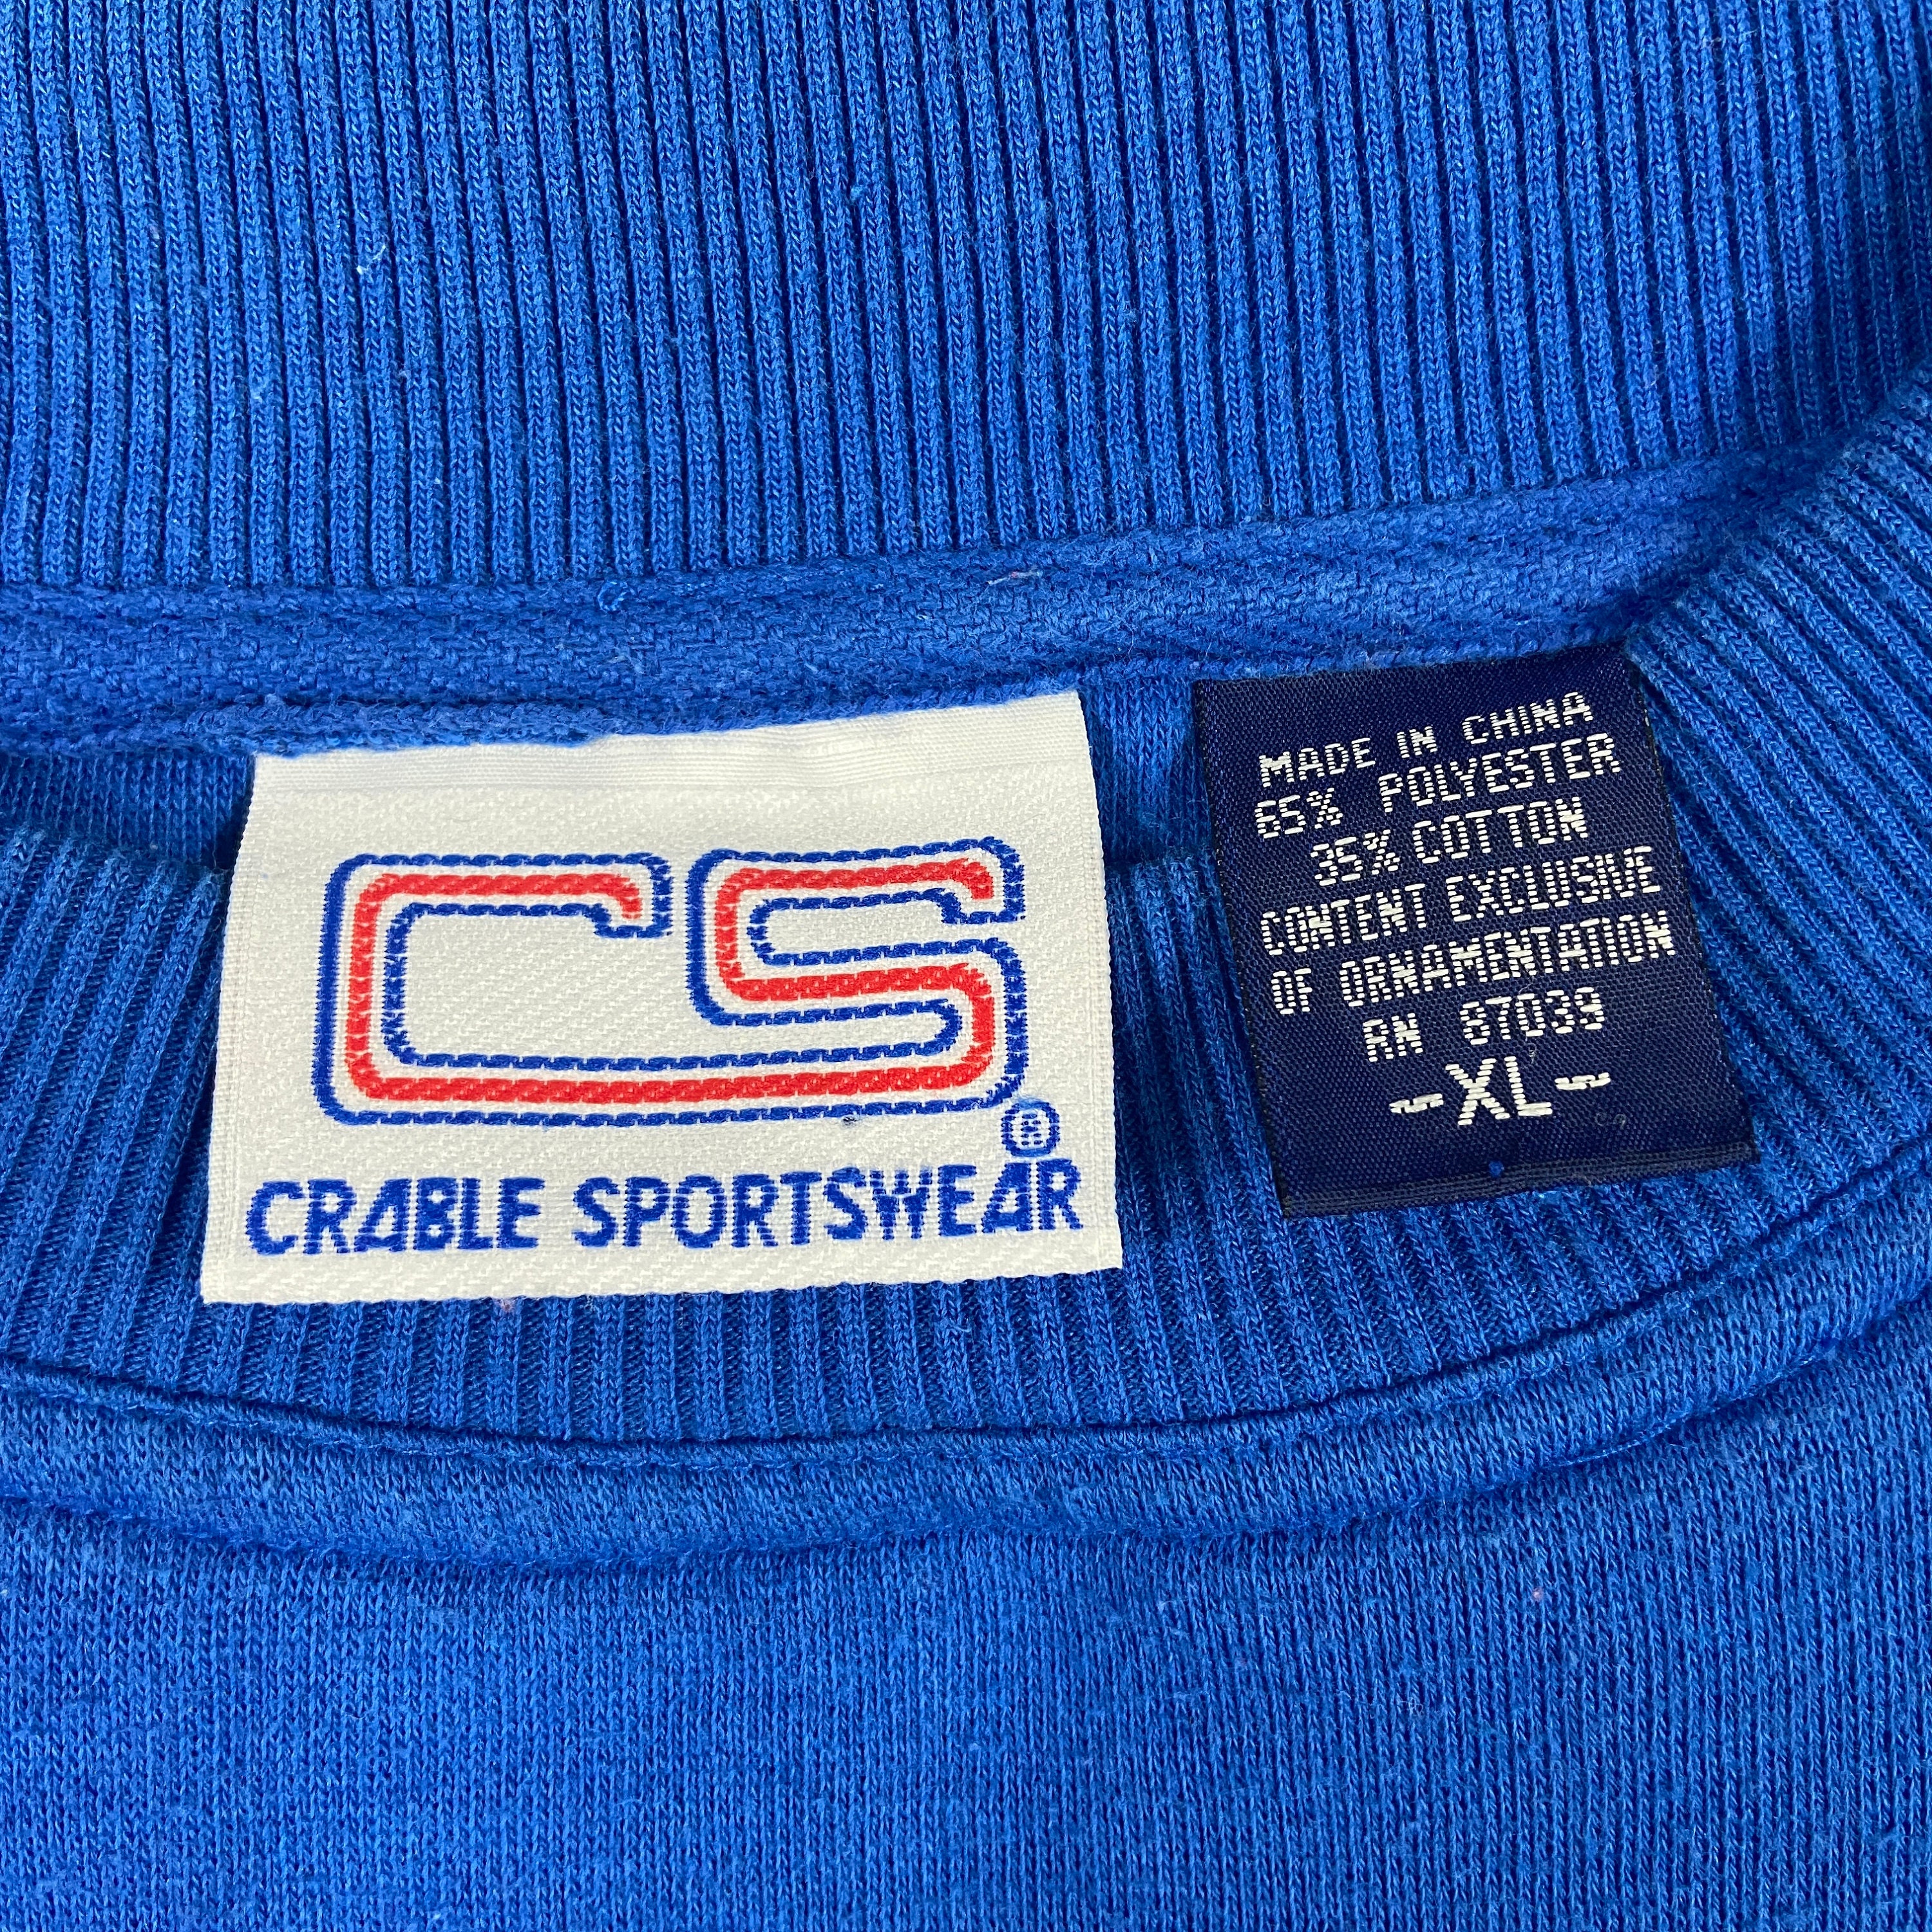 CS
®
CRABLE SPORTSWEAR
MADE IN CHINA
65% POLYESTER
35% COTTON
CONTENT EXCLUSIVE
OF ORNAMENTATION
RN 87039
-XL-